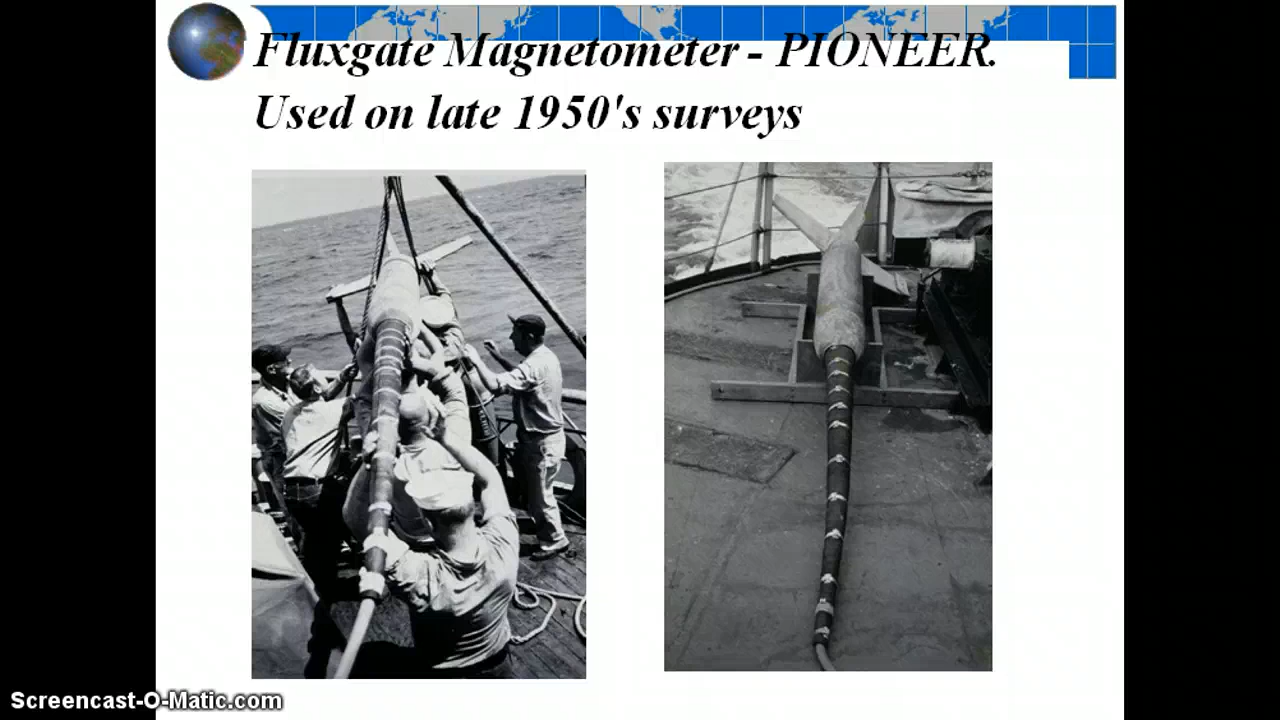 Fluxgate Magnetometer - PIONEER.
Used on late 1950's surveys
Screencast-O-Matic.com